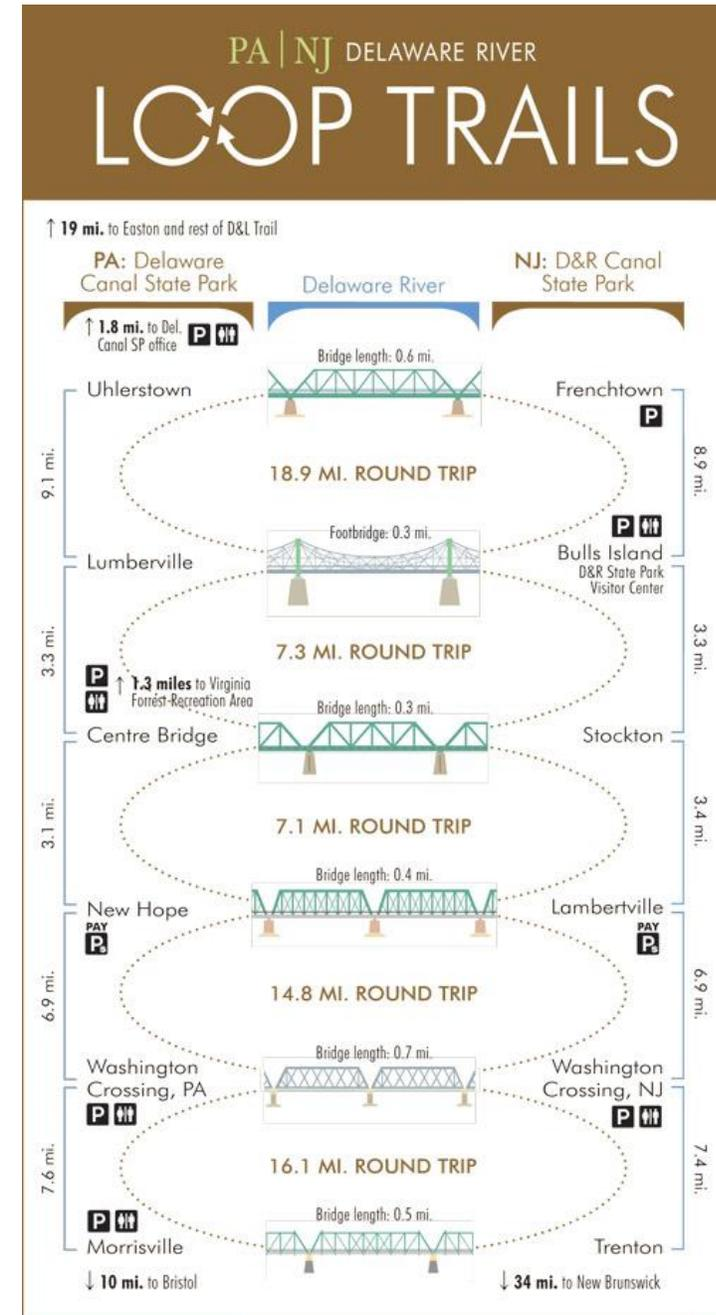 PA|NJ DELAWARE RIVER
LOOP TRAILS
↑ 19 mi. to Easton and rest of D&L Trail
PA: Delaware
Canal State Park
Delaware River
NJ: D&R Canal
State Park
↑ 1.8 mi. to Del.
Canal SP office
P
Bridge length: 0.6 mi.
Uhlerstown
Frenchtown
P
9.1 mi.
18.9 MI. ROUND TRIP
8.9 mi.
Footbridge: 0.3 mi.
P
Lumberville
Bulls Island
D&R State Park
Visitor Center
3.3 mi.
7.3 MI. ROUND TRIP
3.3 mi.
P
↑ 1.3 miles to Virginia
Forrest-Recreation Area
Bridge length: 0.3 mi.
Centre Bridge
Stockton
3.1 mi.
7.1 MI. ROUND TRIP
3.4 mi.
Bridge length: 0.4 mi.
New Hope
PAY
P$
Lambertville
PAY
P$
6.9 mi.
14.8 MI. ROUND TRIP
6.9 mi.
Bridge length: 0.7 mi.
Washington
Crossing, PA
P
Washington
Crossing, NJ
P
7.6 mi.
16.1 MI. ROUND TRIP
7.4 mi.
Bridge length: 0.5 mi.
P
Morrisville
Trenton
↓ 10 mi. to Bristol
↓ 34 mi. to New Brunswick